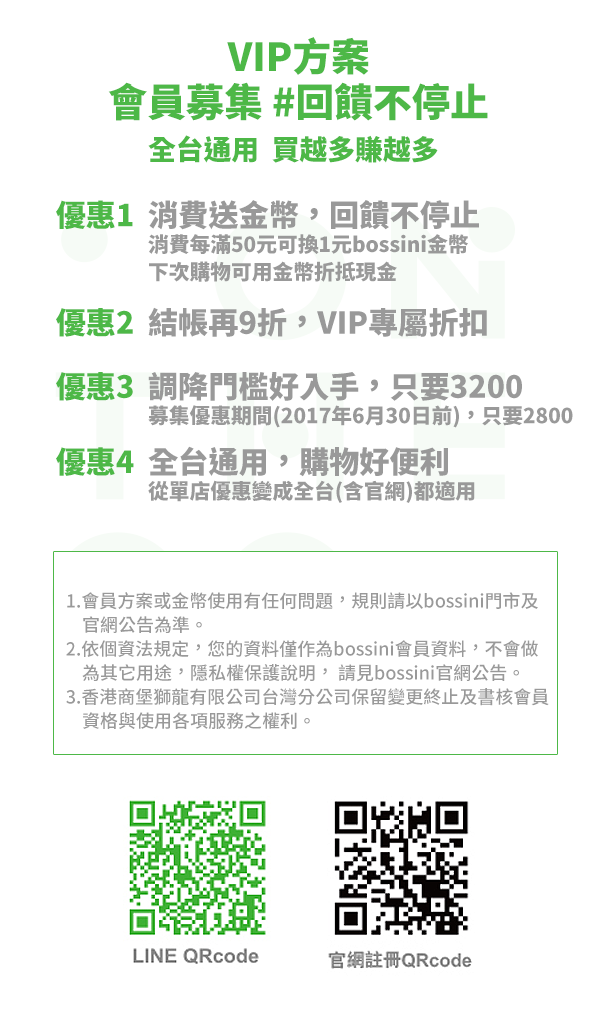 VIP方案
會員募集 #回饋不停止
全台通用 買越多賺越多
優惠1 消費送金幣，回饋不停止
消費每滿50元可換1元bossini金幣
下次購物可用金幣折抵現金
優惠2 結帳再9折，VIP專屬折扣
優惠3 調降門檻好入手，只要3200
募集優惠期間(2017年6月30日前)，只要2800
優惠4 全台通用，購物好便利
從單店優惠變成全台(含官網)都適用
1.會員方案或金幣使用有任何問題，規則請以bossini門市及
官網公告為準。
2.依個資法規定，您的資料僅作為bossini會員資料，不會做
為其它用途，隱私權保護說明， 請見bossini官網公告。
3.香港商堡獅龍有限公司台灣分公司保留變更終止及書核會員
資格與使用各項服務之權利。
LINE QRcode
官網註冊QRcode